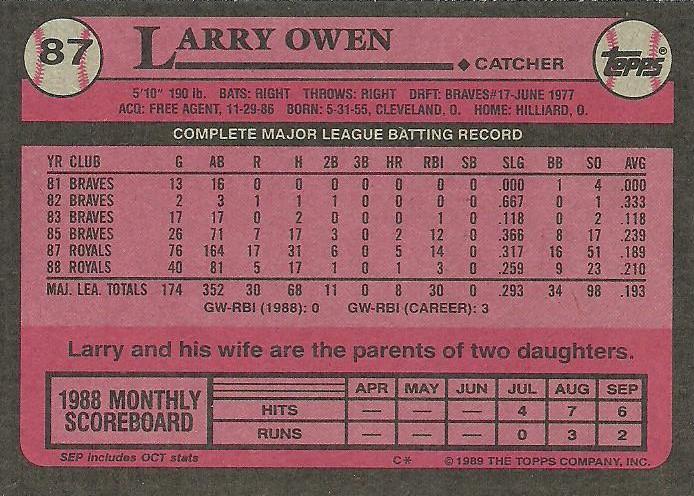 87 LARRY OWEN
◆ CATCHER
TOPPS
5'10" 190 lb. BATS: RIGHT THROWS: RIGHT DRFT: BRAVES#17-JUNE 1977
ACQ: FREE AGENT, 11-29-86 BORN: 5-31-55, CLEVELAND, O. HOME: HILLIARD, O.
COMPLETE MAJOR LEAGUE BATTING RECORD
YR CLUB G AB R H 2B 3B HR RBI SB SLG BB SO AVG
81 BRAVES 13 16 0 0 0 0 0 0 0 .000 1 4 .000
82 BRAVES 2 3 1 1 1 0 0 0 0 .667 0 1 .333
83 BRAVES 17 17 0 2 0 0 0 1 0 .118 0 2 .118
85 BRAVES 26 71 7 17 3 0 2 12 0 .366 8 17 .239
87 ROYALS 76 164 17 31 6 0 5 14 0 .317 16 51 .189
88 ROYALS 40 81 5 17 1 0 1 3 0 .259 9 23 .210
MAJ. LEA. TOTALS 174 352 30 68 11 0 8 30 0 .293 34 98 .193
GW-RBI (1988): 0 GW-RBI (CAREER): 3
Larry and his wife are the parents of two daughters.
1988 MONTHLY
SCOREBOARD
APR MAY JUN JUL AUG SEP
HITS — — — 4 7 6
RUNS — — — 0 3 2
SEP includes OCT stats C* © 1989 THE TOPPS COMPANY, INC.